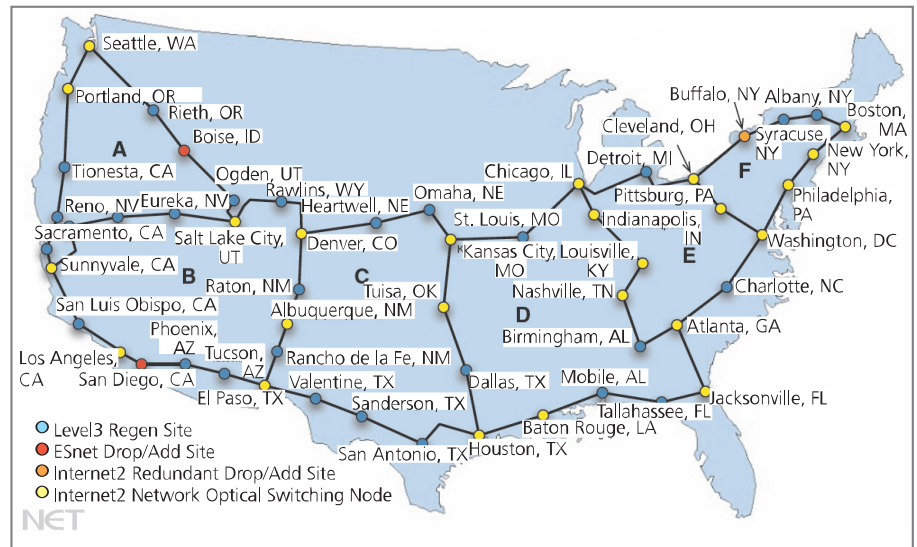 Seattle, WA
Portland, OR
Rieth, OR
Boise, ID
A
Tionesta, CA
Ogden, UT
Reno, NV
Eureka, NV
Rawlins, WY
Sacramento, CA
Salt Lake City,
UT
Heartwell, NE
Omaha, NE
Denver, CO
Sunnyvale, CA
B
C
Raton, NM
Tuisa, OK
San Luis Obispo, CA
Albuquerque, NM
Phoenix,
AZ
Tucson,
AZ
Rancho de la Fe, NM
Los Angeles,
CA
San Diego, CA
El Paso, TX
Valentine, TX
Sanderson, TX
San Antonio, TX
Houston, TX
Dallas, TX
Chicago, IL
St. Louis, MO
Kansas City,
MO
Louisville,
KY
Indianapolis,
IN
Nashville, TN
D
Birmingham, AL
Mobile, AL
Baton Rouge, LA
Tallahassee, FL
Jacksonville, FL
Atlanta, GA
Charlotte, NC
E
Washington, DC
Pittsburg, PA
Detroit, MI
Cleveland, OH
Buffalo, NY
Albany, NY
Syracuse,
NY
Boston,
MA
New York,
NY
Philadelphia,
PA
F
Level3 Regen Site
ESnet Drop/Add Site
Internet2 Redundant Drop/Add Site
Internet2 Network Optical Switching Node
NET